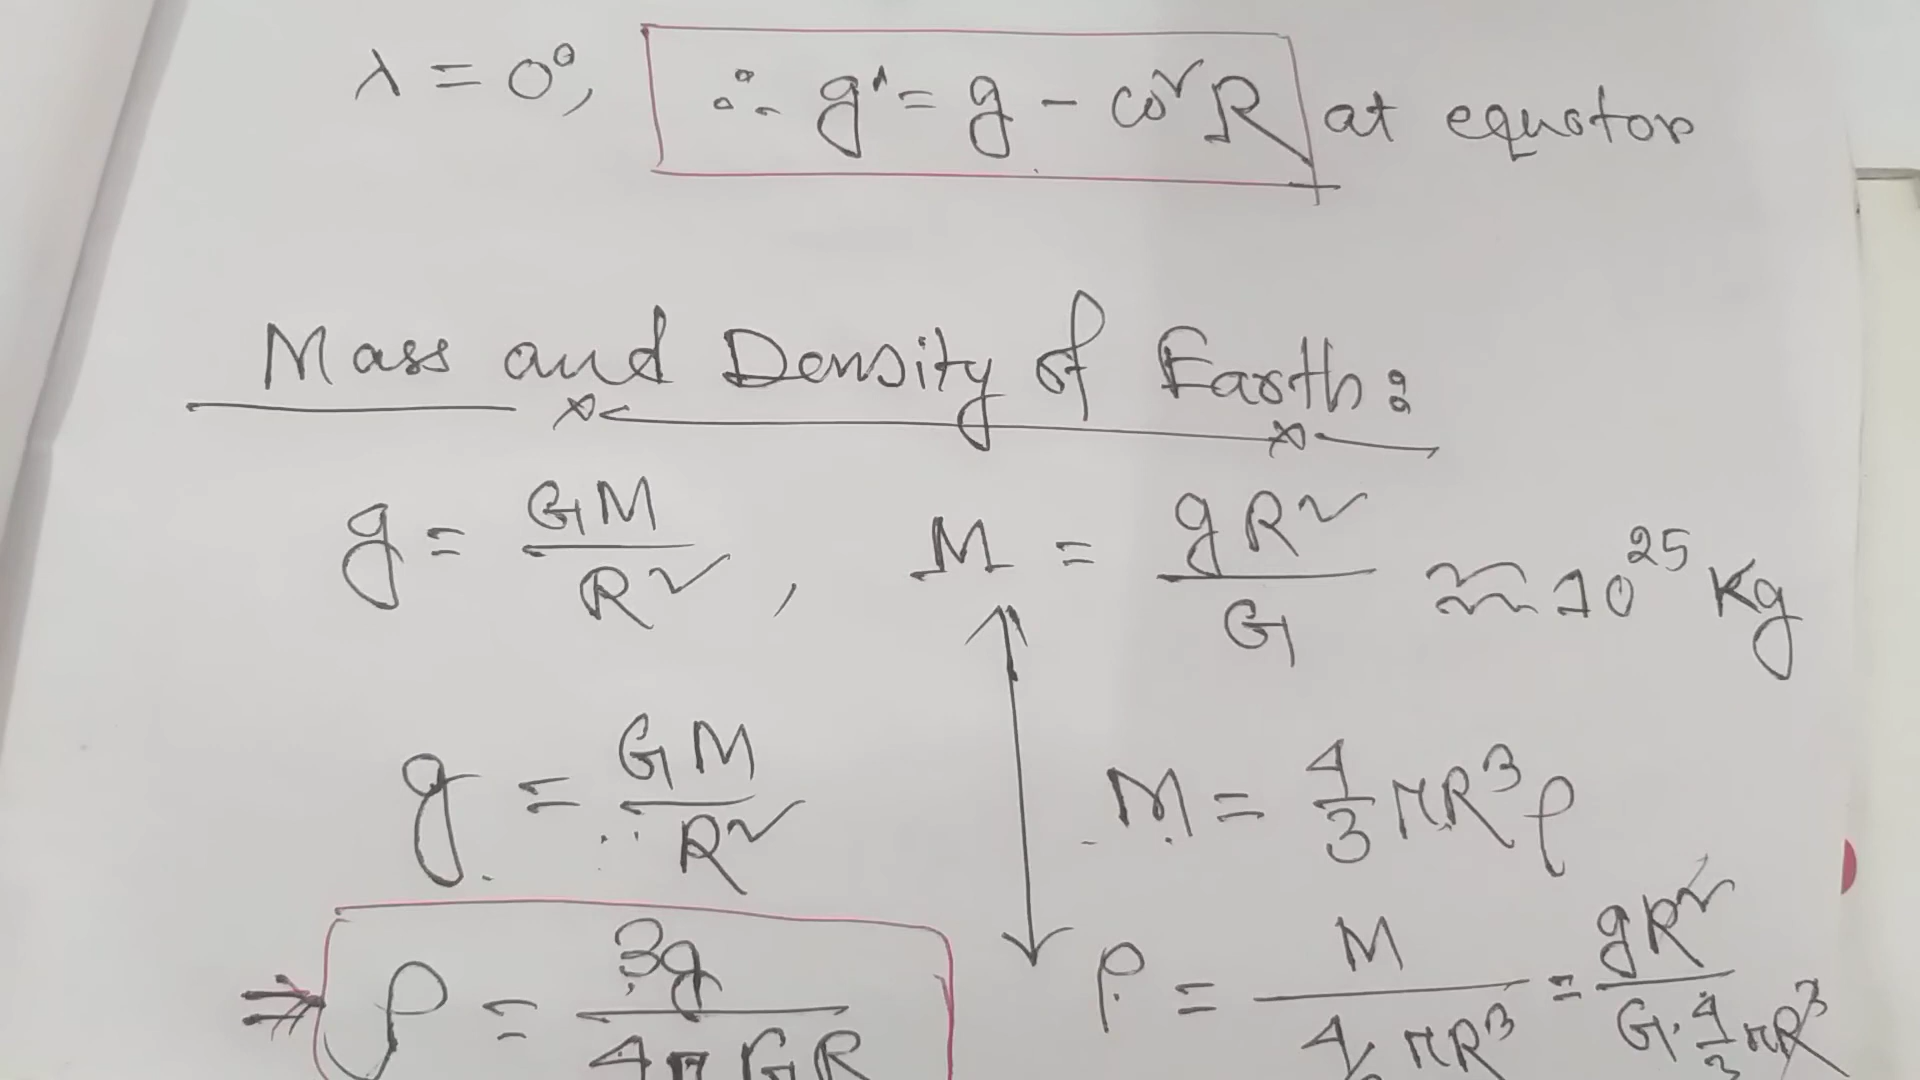 λ = 0°, ∴ g' = g - ω²R at equator
Mass and Density of Earth:
g = GM/R², M = gR²/G ≈ 10²⁵ Kg
g = GM/R² M = 4/3 πR³ρ
⇒ ρ = 3g/4πGR ρ = M/4/3 πR³ = gR²/G·4/3 πR³